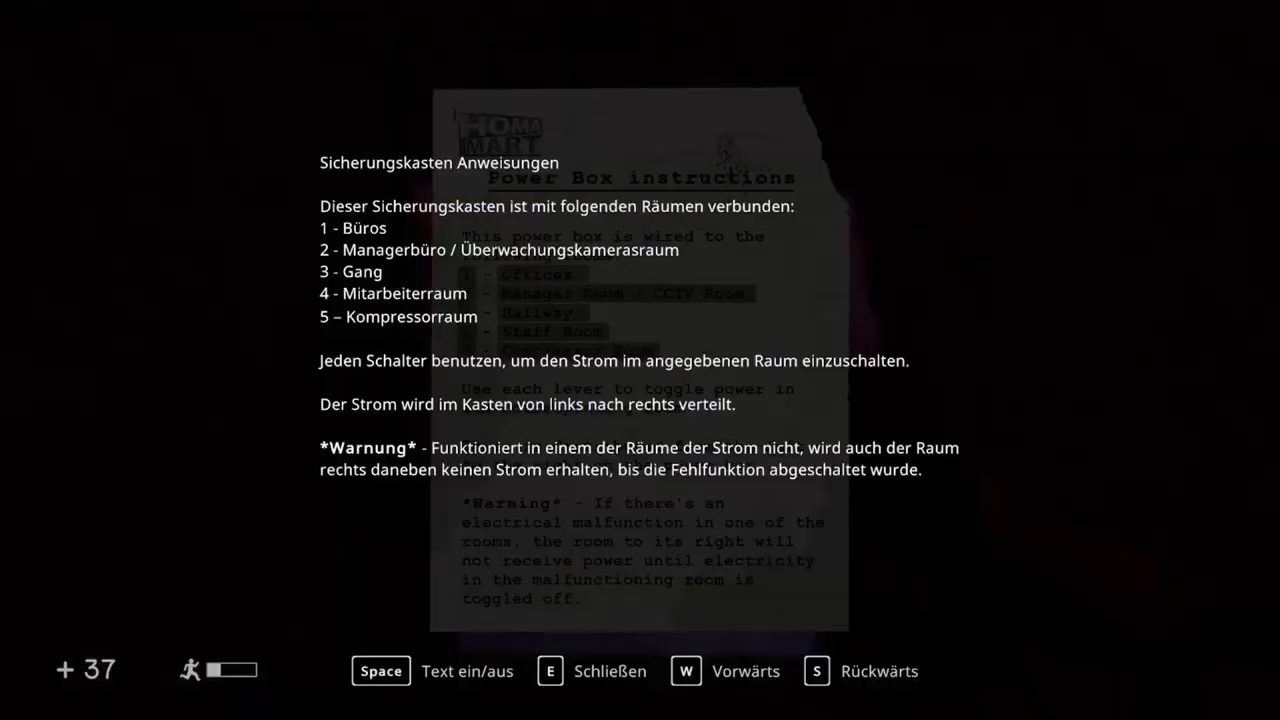 HOMA
MART
Sicherungskasten Anweisungen
Power Box instructions
Dieser Sicherungskasten ist mit folgenden Räumen verbunden:
This power box is wired to the
1 - Büros
2 - Managerbüro / Überwachungskamerasraum
- Offices
3 - Gang
- Manager Room / CCTV Room
4 - Mitarbeiterraum
- Hallway
5 – Kompressorraum
- Staff Room
Jeden Schalter benutzen, um den Strom im angegebenen Raum einzuschalten.
Use each lever to toggle power in
Der Strom wird im Kasten von links nach rechts verteilt.
*Warnung* - Funktioniert in einem der Räume der Strom nicht, wird auch der Raum
rechts daneben keinen Strom erhalten, bis die Fehlfunktion abgeschaltet wurde.
*Warning* - If there's an
electrical malfunction in one of the
rooms, the room to its right will
not receive power until electricity
in the malfunctioning room is
toggled off.
+ 37
Space Text ein/aus E Schließen W Vorwärts S Rückwärts